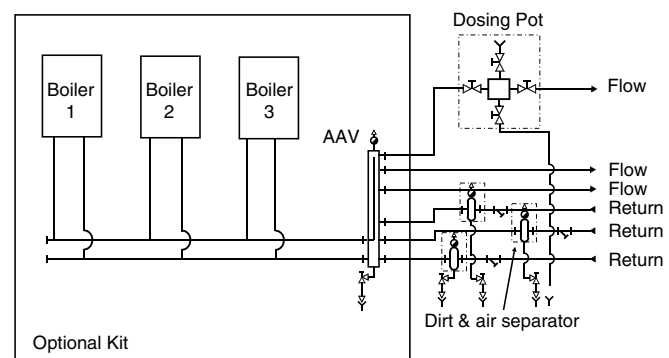 Dosing Pot
Boiler
1
Boiler
2
Boiler
3
AAV
Flow
Flow
Flow
Return
Return
Return
Dirt & air separator
Optional Kit